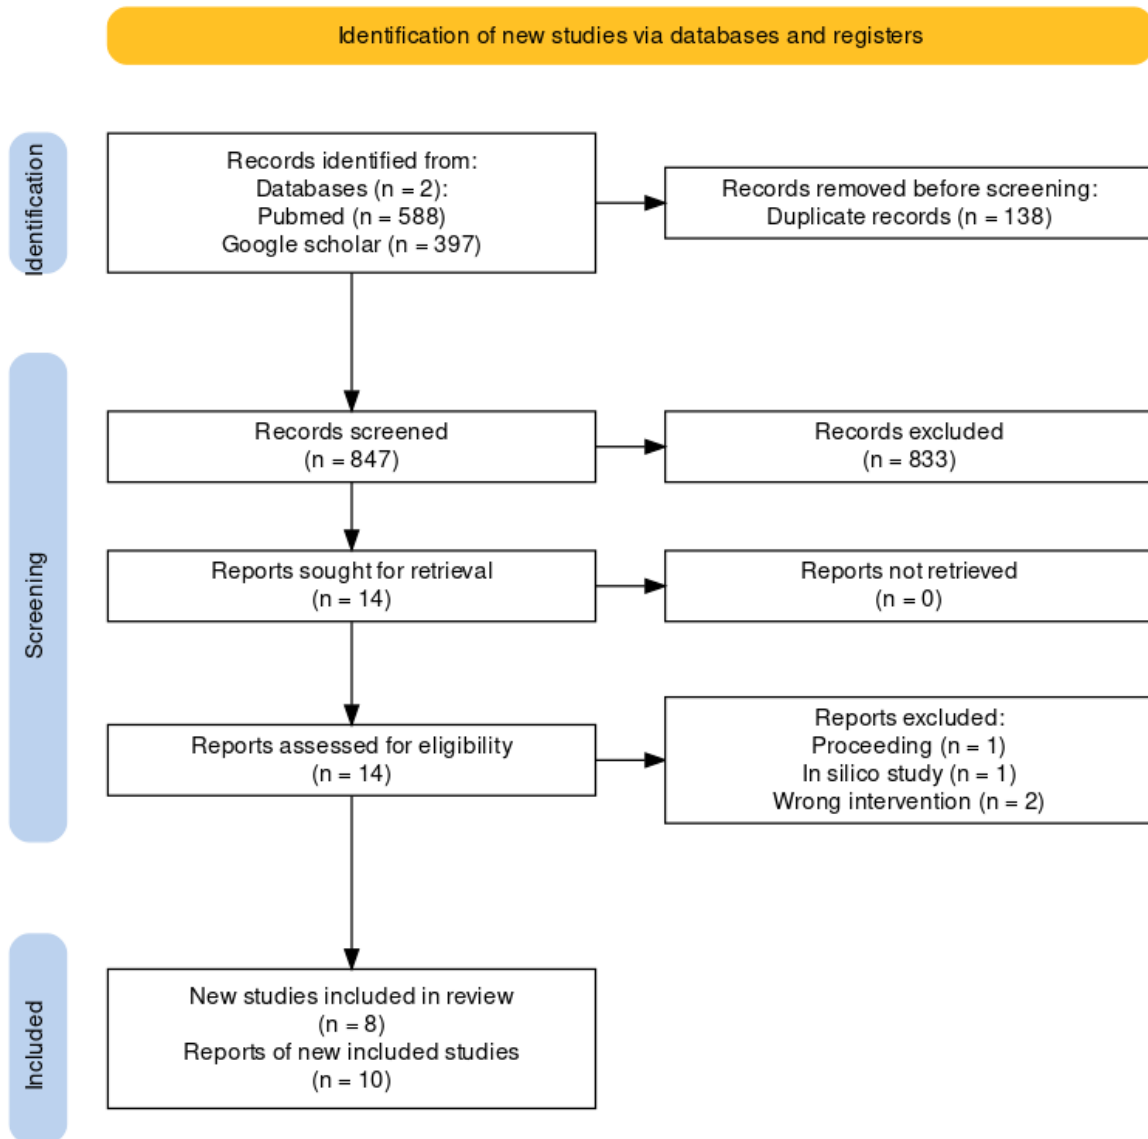 Identification of new studies via databases and registers
Identification
Records identified from:
Databases (n = 2):
Pubmed (n = 588)
Google scholar (n = 397)
Records removed before screening:
Duplicate records (n = 138)
Screening
Records screened
(n = 847)
Records excluded
(n = 833)
Reports sought for retrieval
(n = 14)
Reports not retrieved
(n = 0)
Reports assessed for eligibility
(n = 14)
Reports excluded:
Proceeding (n = 1)
In silico study (n = 1)
Wrong intervention (n = 2)
Included
New studies included in review
(n = 8)
Reports of new included studies
(n = 10)